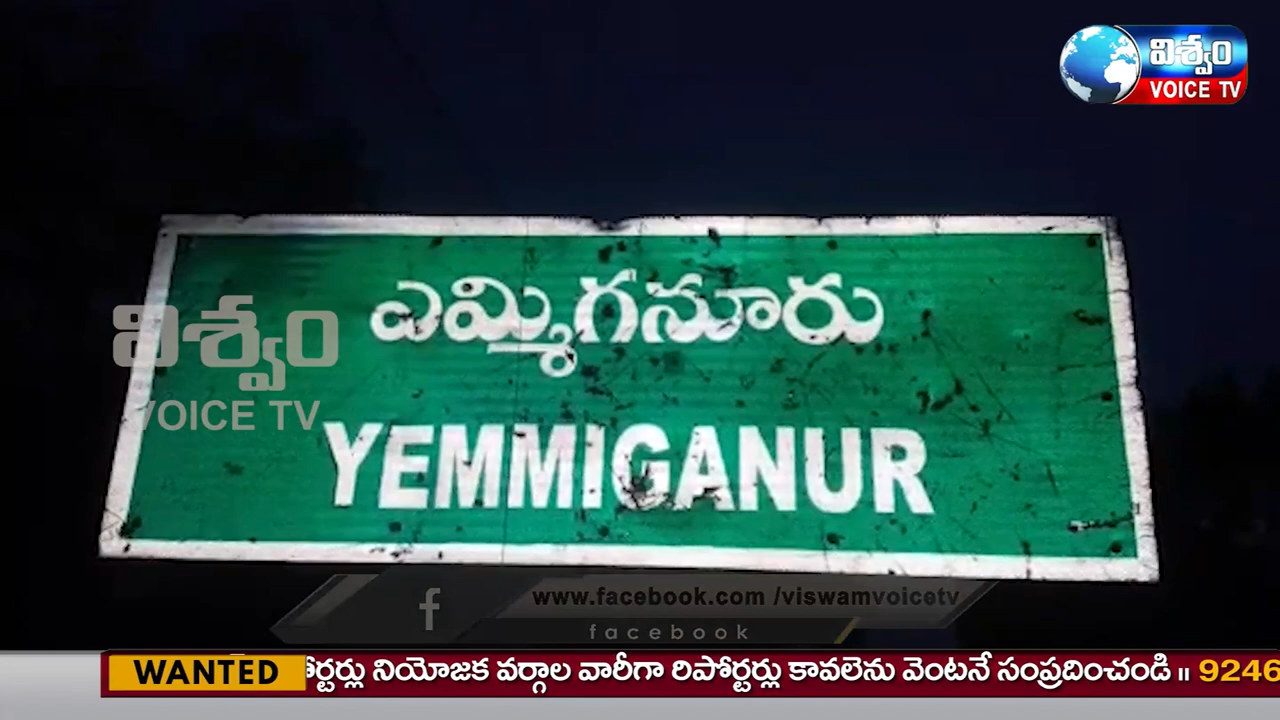 విశ్వం
VOICE TV
ఎమ్మిగనూరు
విశ్వం
VOICE TV
YEMMIGANUR
www.facebook.com /viswamvoicetv
facebook
WANTED
నియోజక వర్గాల వారీగా రిపోర్టర్లు కావలెను వెంటనే సంప్రదించండి ॥ 9246